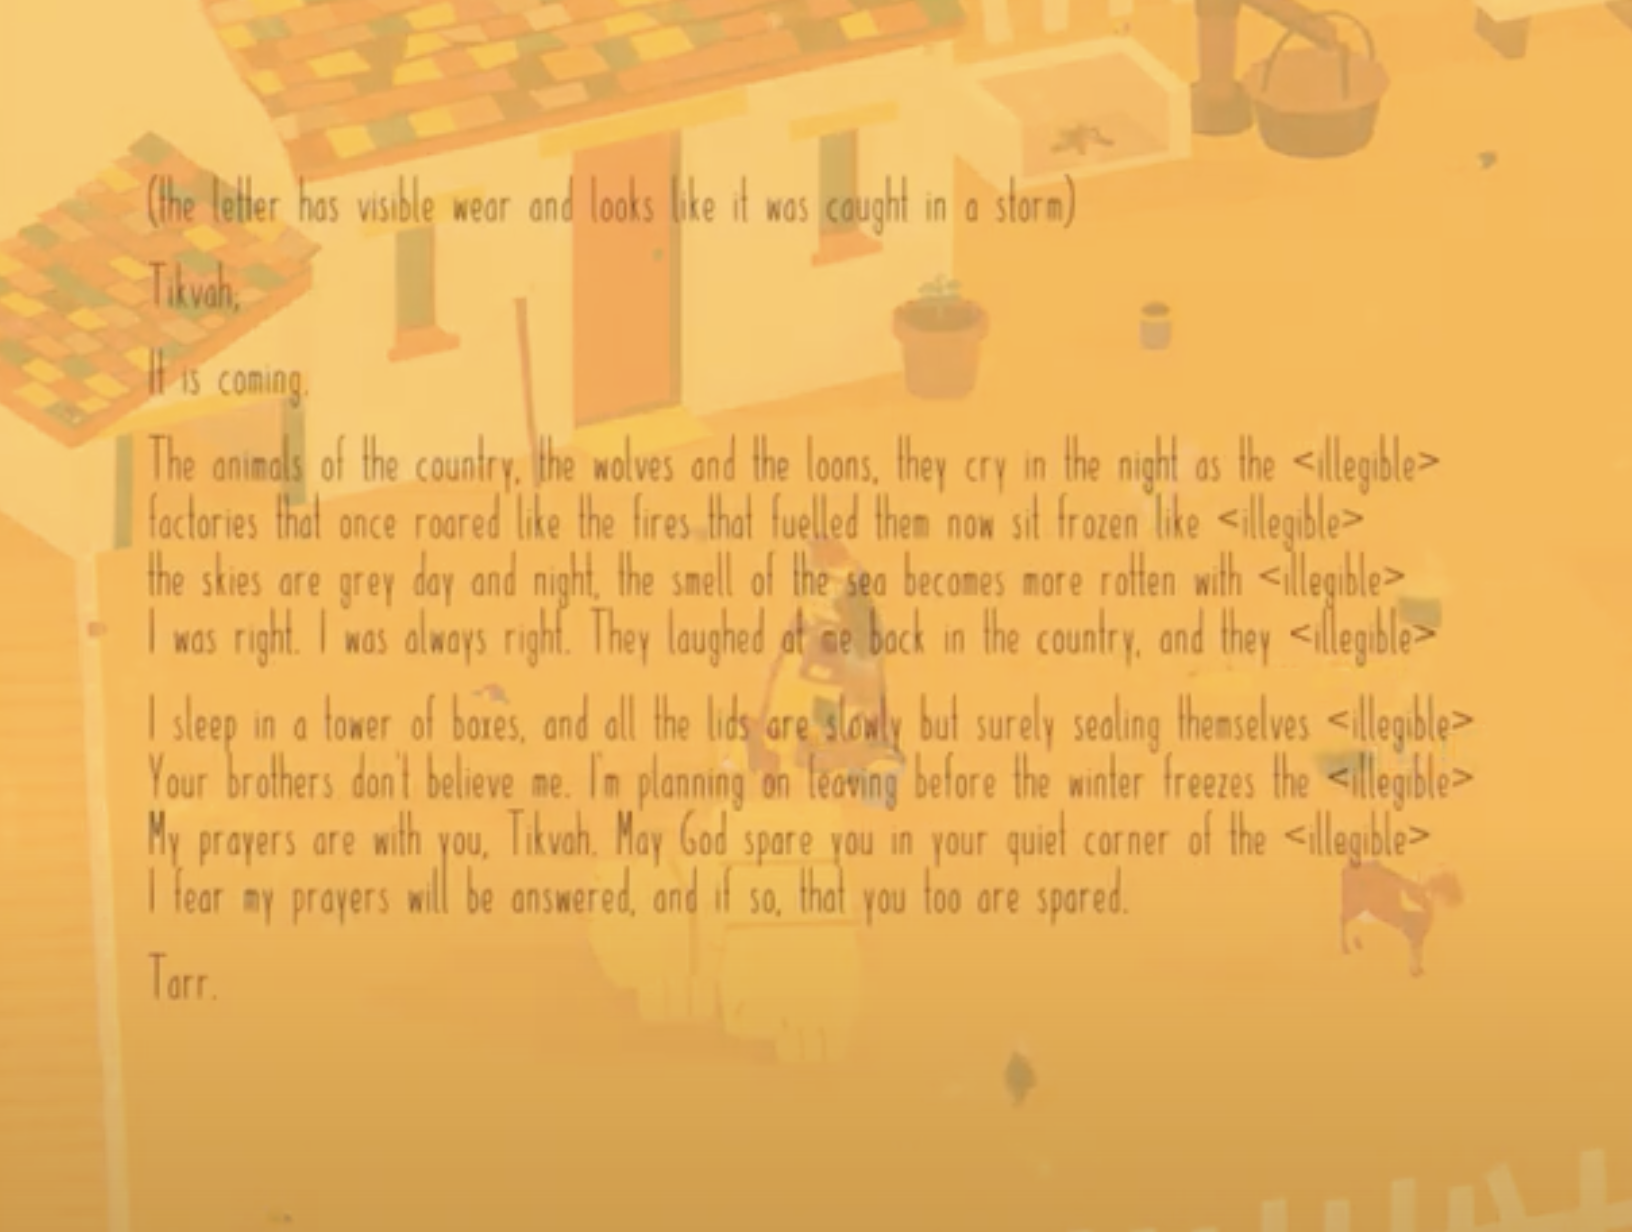 (the letter has visible wear and looks like it was caught in a storm)
Tikvah,
It is coming.
The animals of the country, the wolves and the loons, they cry in the night as the <illegible>
factories that once roared like the fires that fuelled them now sit frozen like <illegible>
the skies are grey day and night, the smell of the sea becomes more rotten with <illegible>
I was right. I was always right. They laughed at me back in the country, and they <illegible>
I sleep in a tower of boxes, and all the lids are slowly but surely sealing themselves <illegible>
Your brothers don't believe me. I'm planning on leaving before the winter freezes the <illegible>
My prayers are with you, Tikvah. May God spare you in your quiet corner of the <illegible>
I fear my prayers will be answered, and if so, that you too are spared.
Tarr.